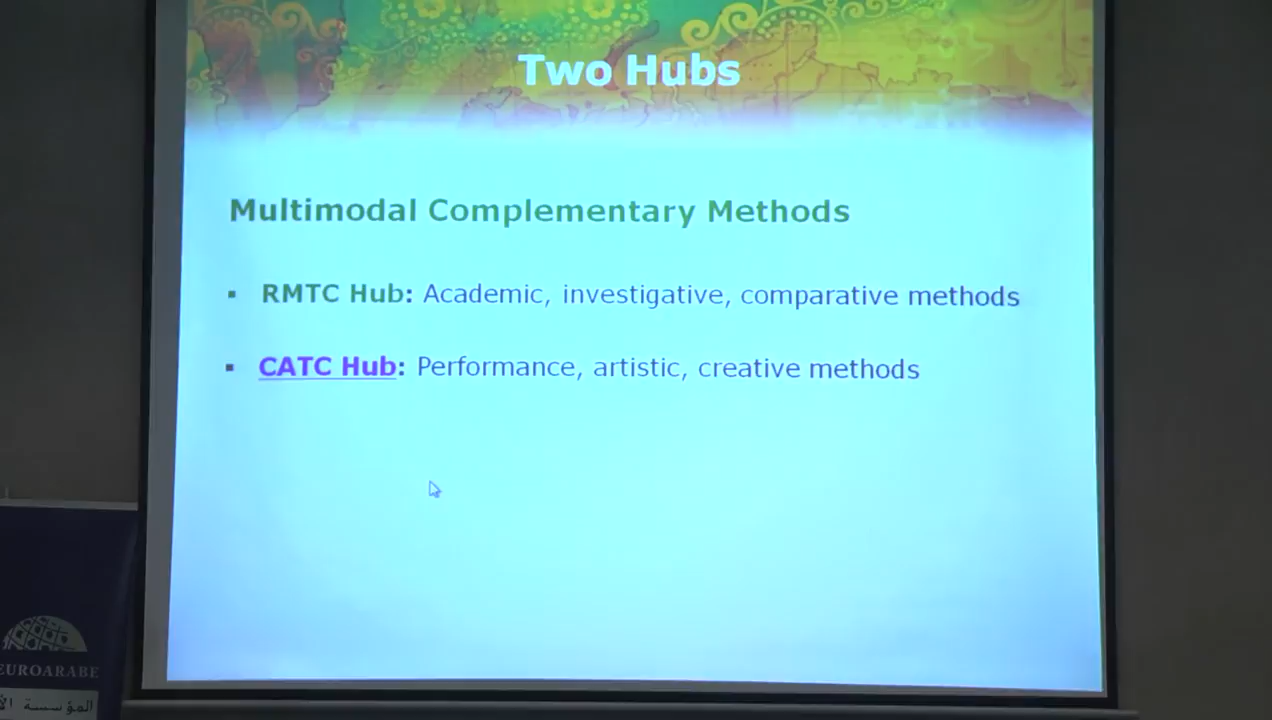 Two Hubs
Multimodal Complementary Methods
▪ RMTC Hub: Academic, investigative, comparative methods
▪ CATC Hub: Performance, artistic, creative methods
EUROARABE
المؤسسة